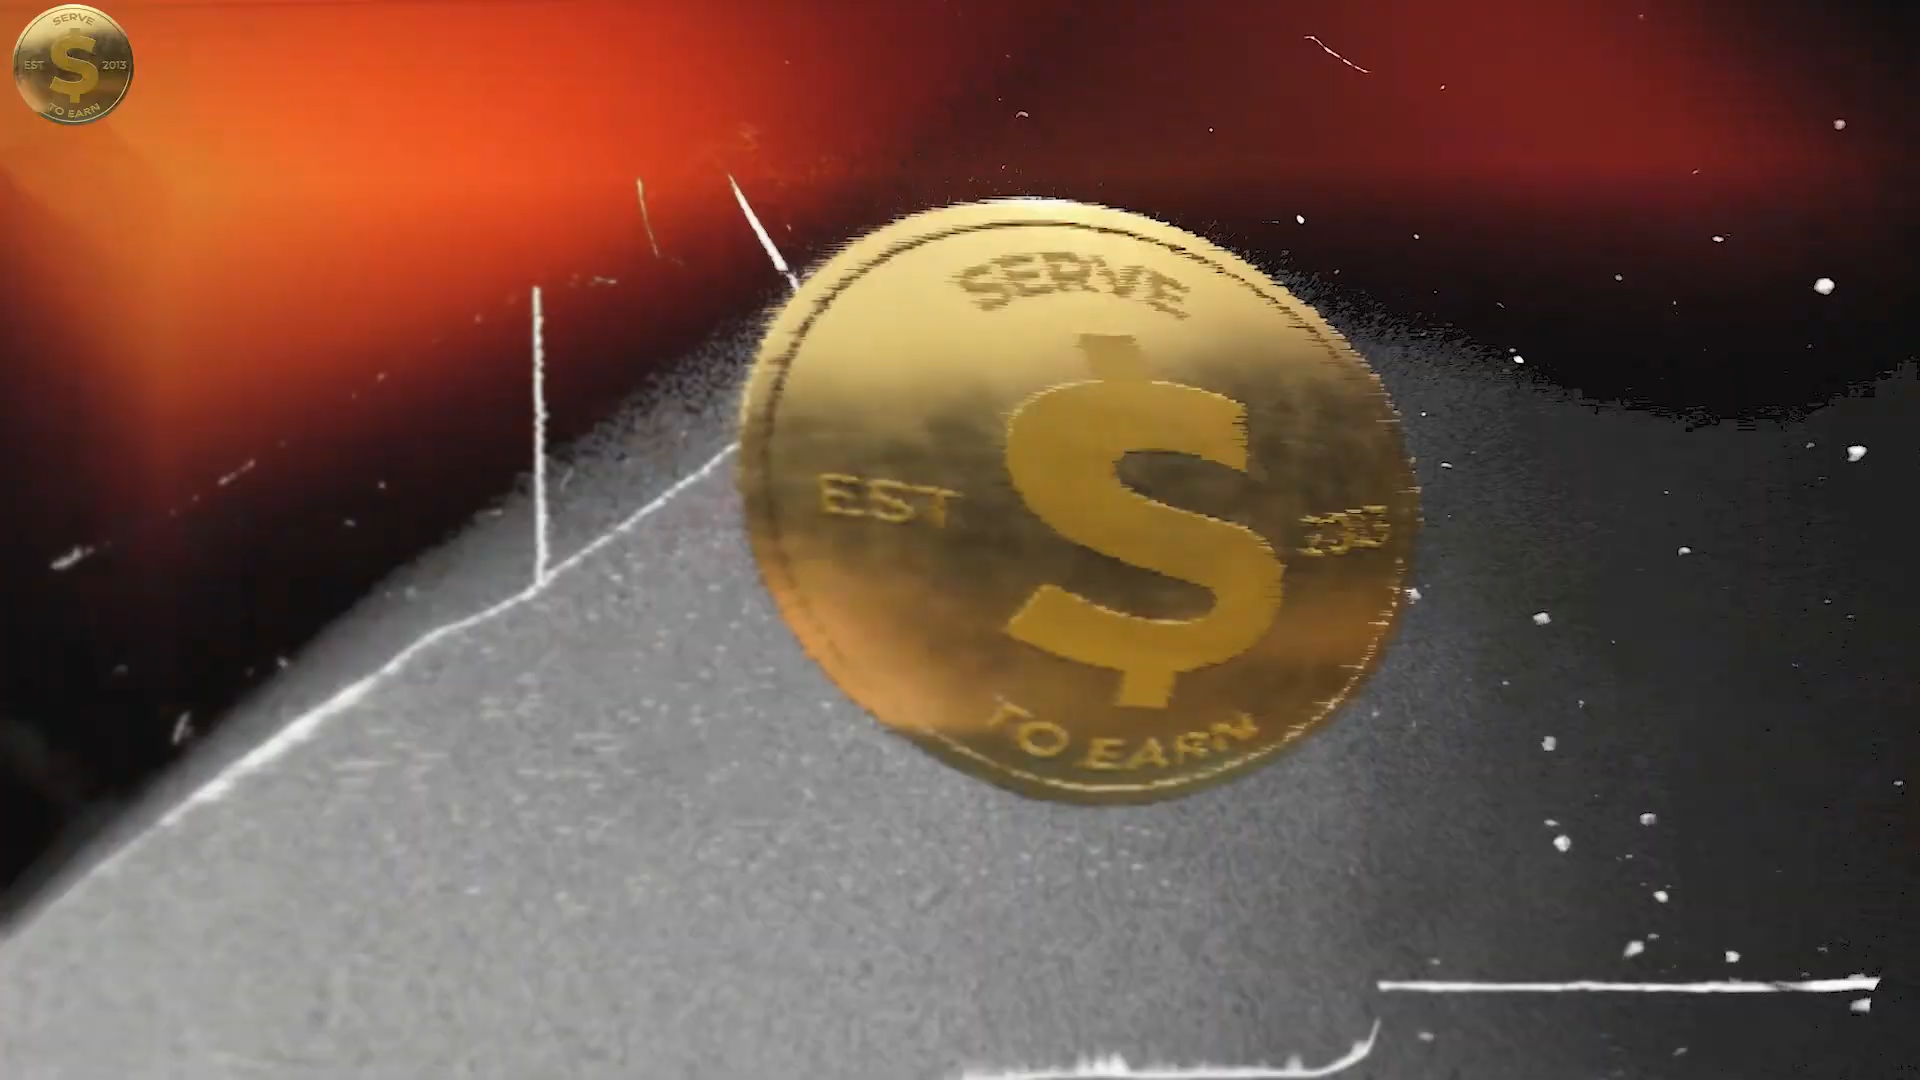 SERVE
EST $ 2013
TO EARN
SERVE
EST $
TO EARN